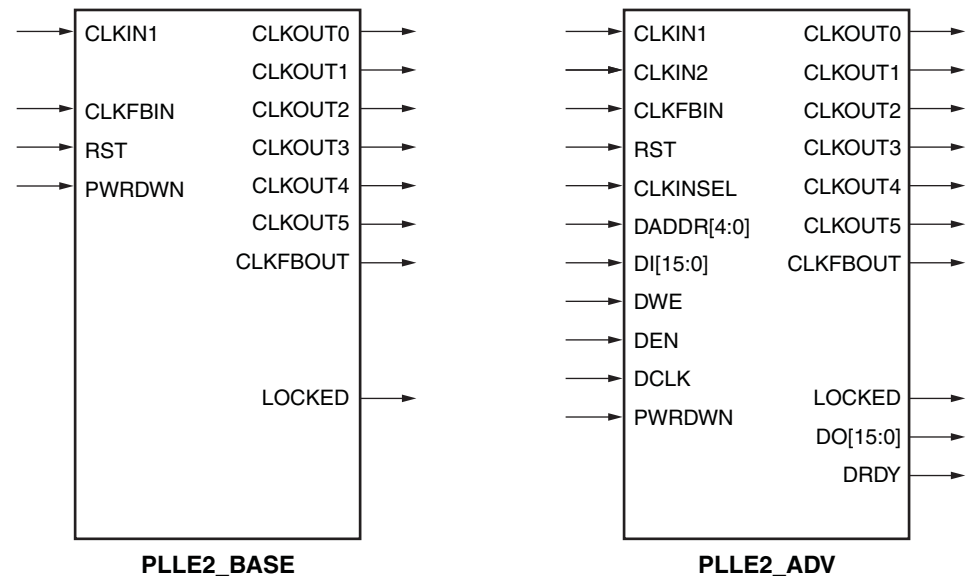 CLKIN1
CLKFBIN
RST
PWRDWN
CLKOUT0
CLKOUT1
CLKOUT2
CLKOUT3
CLKOUT4
CLKOUT5
CLKFBOUT
LOCKED
PLLE2_BASE
CLKIN1
CLKIN2
CLKFBIN
RST
CLKINSEL
DADDR[4:0]
DI[15:0]
DWE
DEN
DCLK
PWRDWN
CLKOUT0
CLKOUT1
CLKOUT2
CLKOUT3
CLKOUT4
CLKOUT5
CLKFBOUT
LOCKED
DO[15:0]
DRDY
PLLE2_ADV